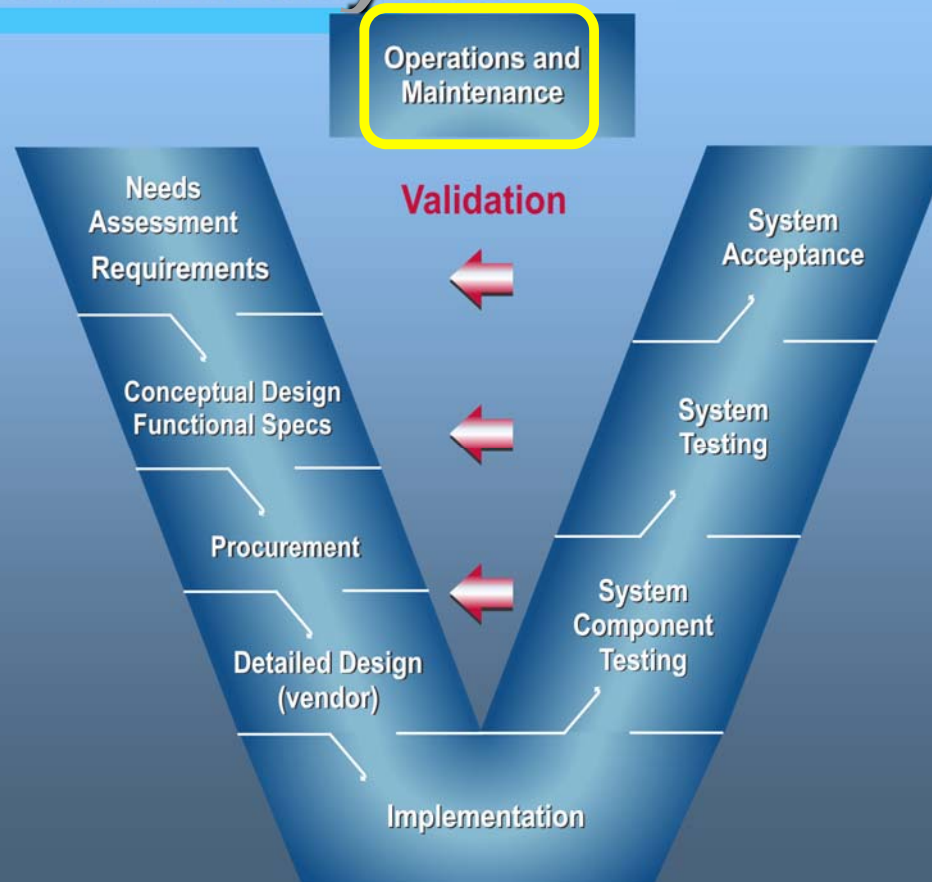 Operations and
Maintenance
Validation
Needs
Assessment
Requirements
Conceptual Design
Functional Specs
Procurement
Detailed Design
(vendor)
Implementation
System
Component
Testing
System
Testing
System
Acceptance